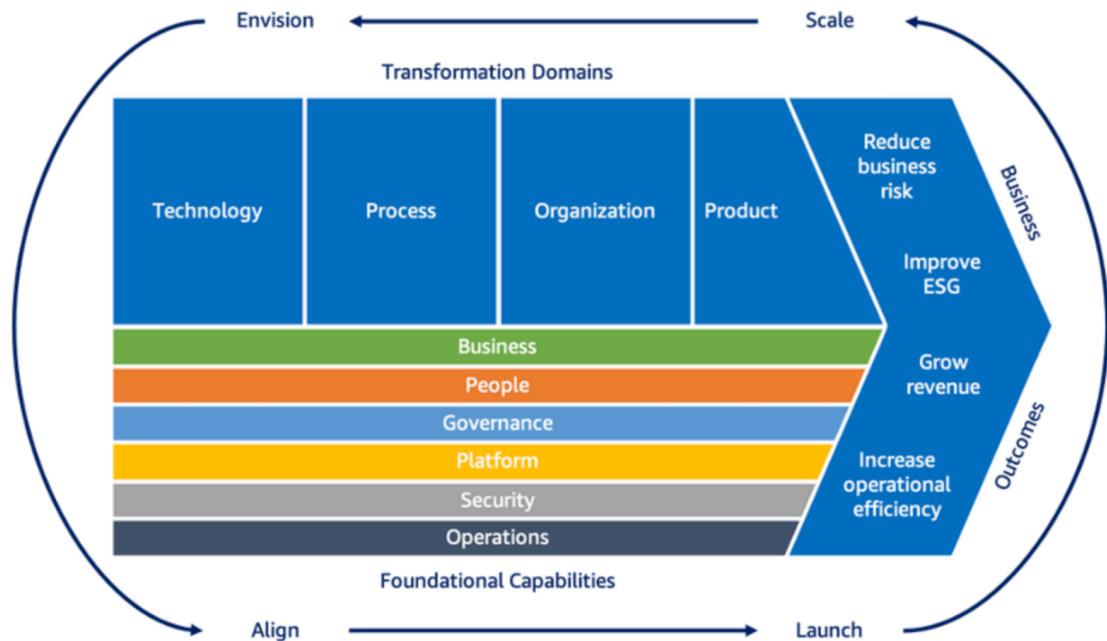 Envision
Scale
Transformation Domains
Technology
Process
Organization
Product
Reduce
business
risk
Improve
ESG
Grow
revenue
Increase
operational
efficiency
Business
Outcomes
Business
People
Governance
Platform
Security
Operations
Foundational Capabilities
Align
Launch